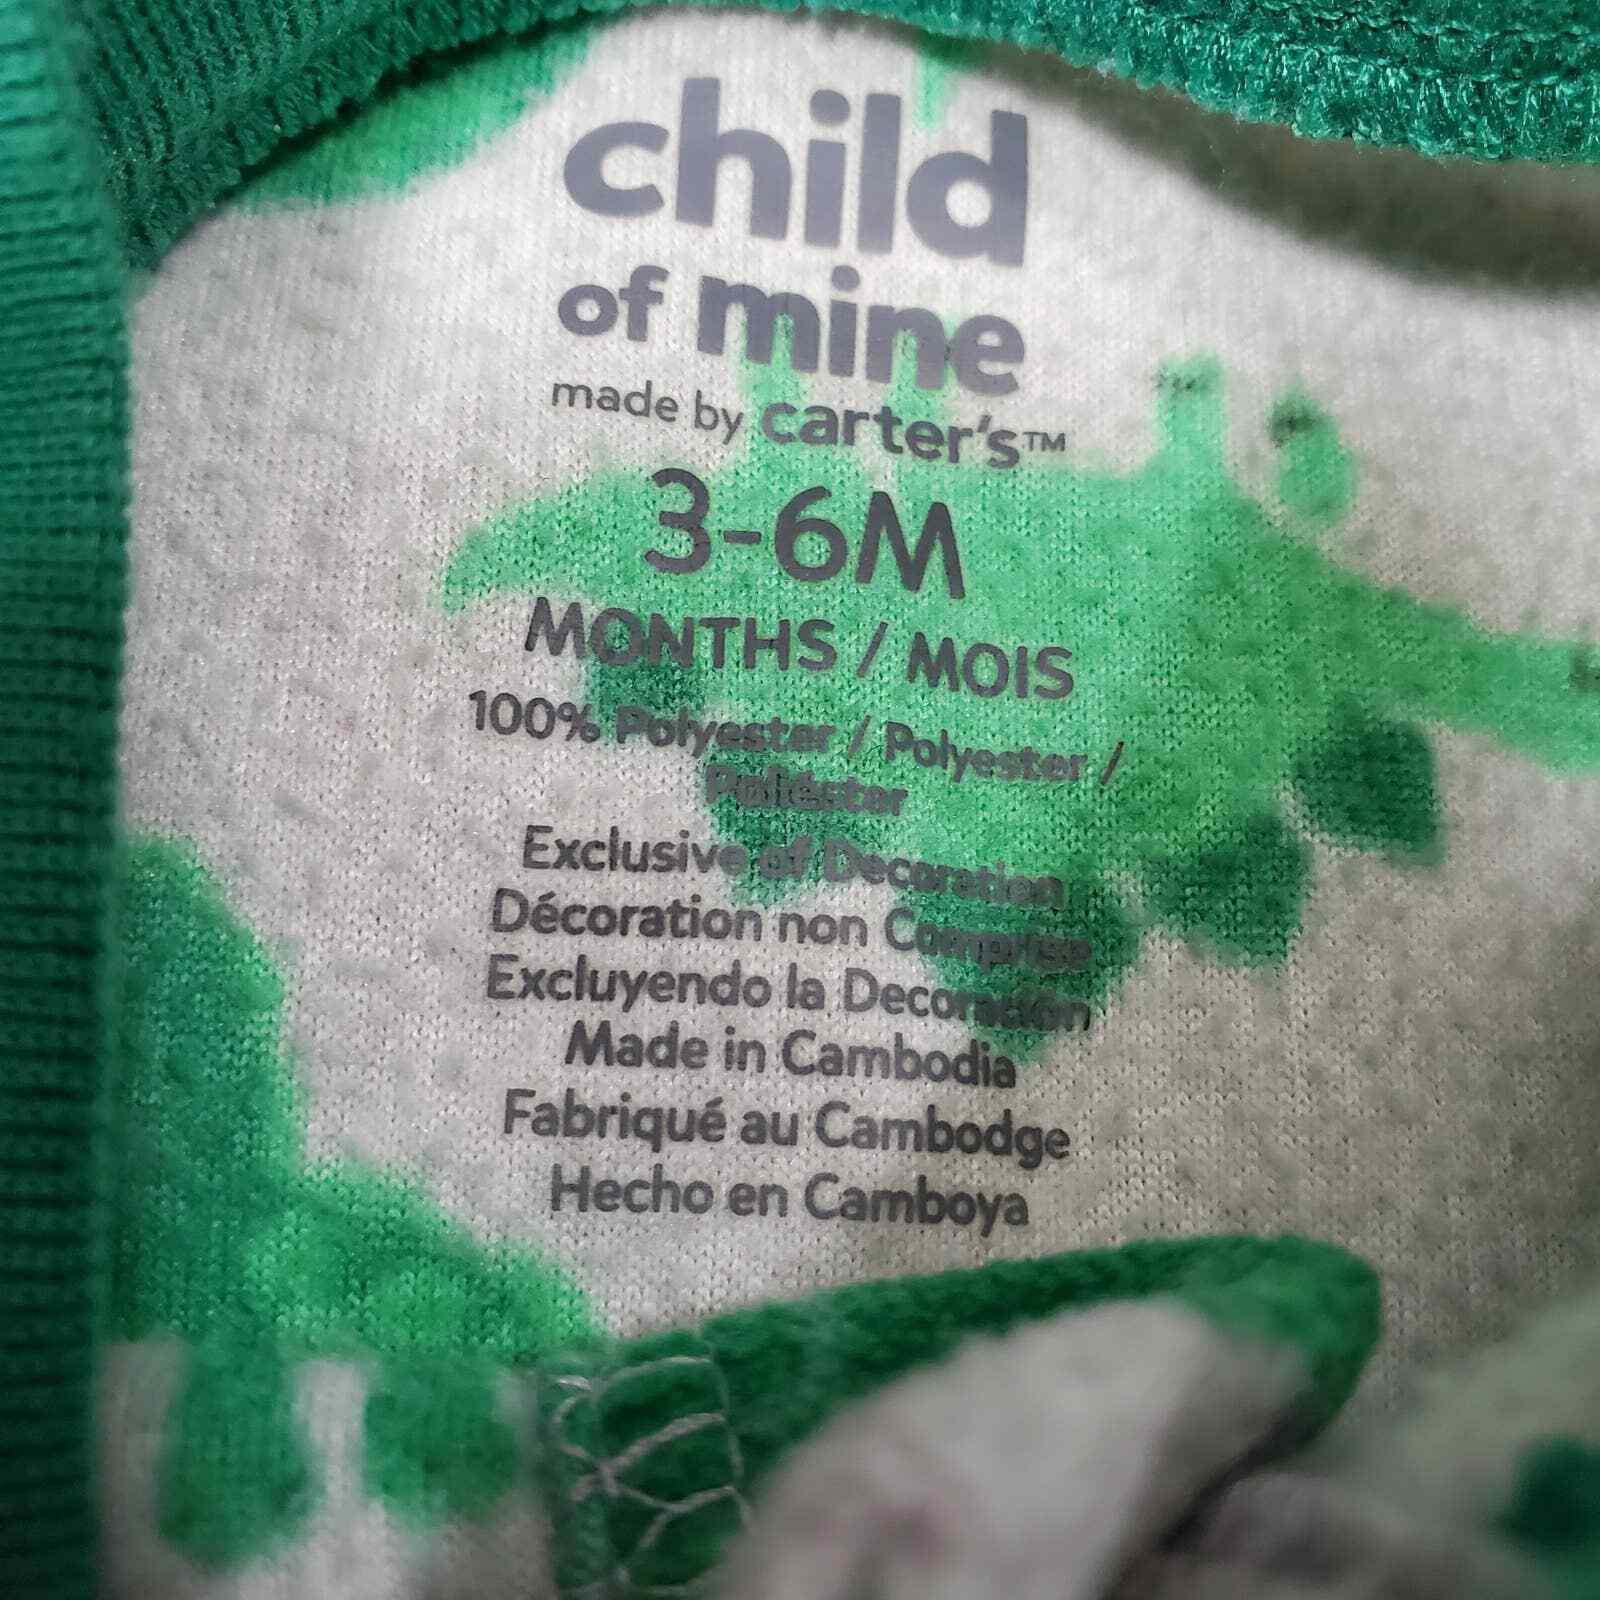 child
of mine
made by carter's™
3-6M
MONTHS / MOIS
100% Polyester / Polyester /
Poliéster
Exclusive of Decoration
Décoration non Comprise
Excluyendo la Decoración
Made in Cambodia
Fabriqué au Cambodge
Hecho en Camboya